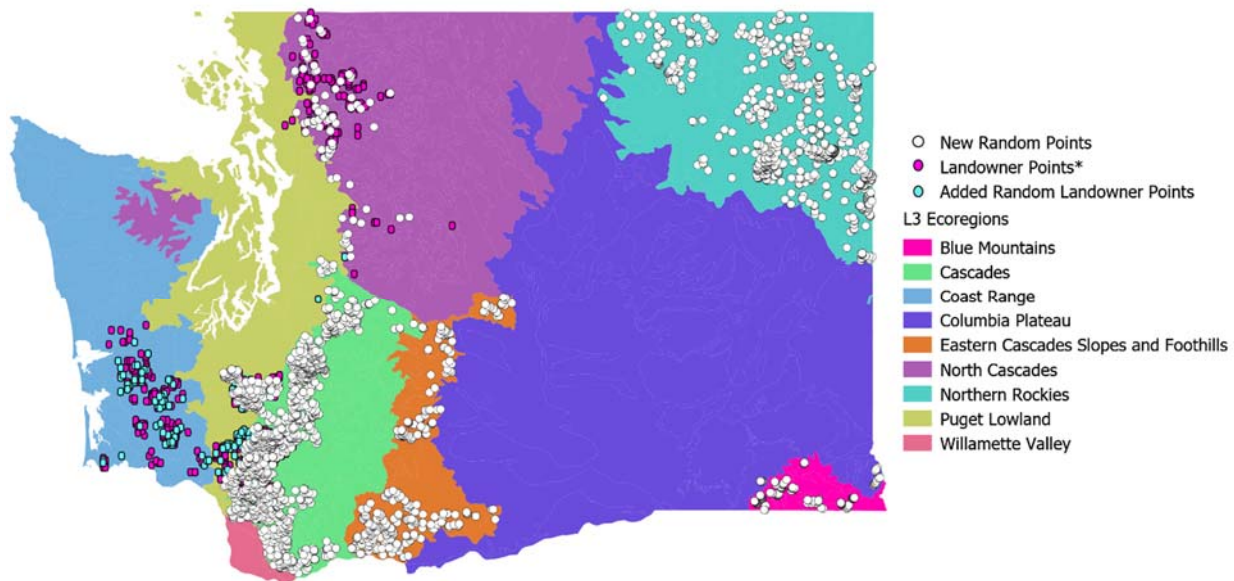 New Random Points
Landowner Points*
Added Random Landowner Points
L3 Ecoregions
Blue Mountains
Cascades
Coast Range
Columbia Plateau
Eastern Cascades Slopes and Foothills
North Cascades
Northern Rockies
Puget Lowland
Willamette Valley